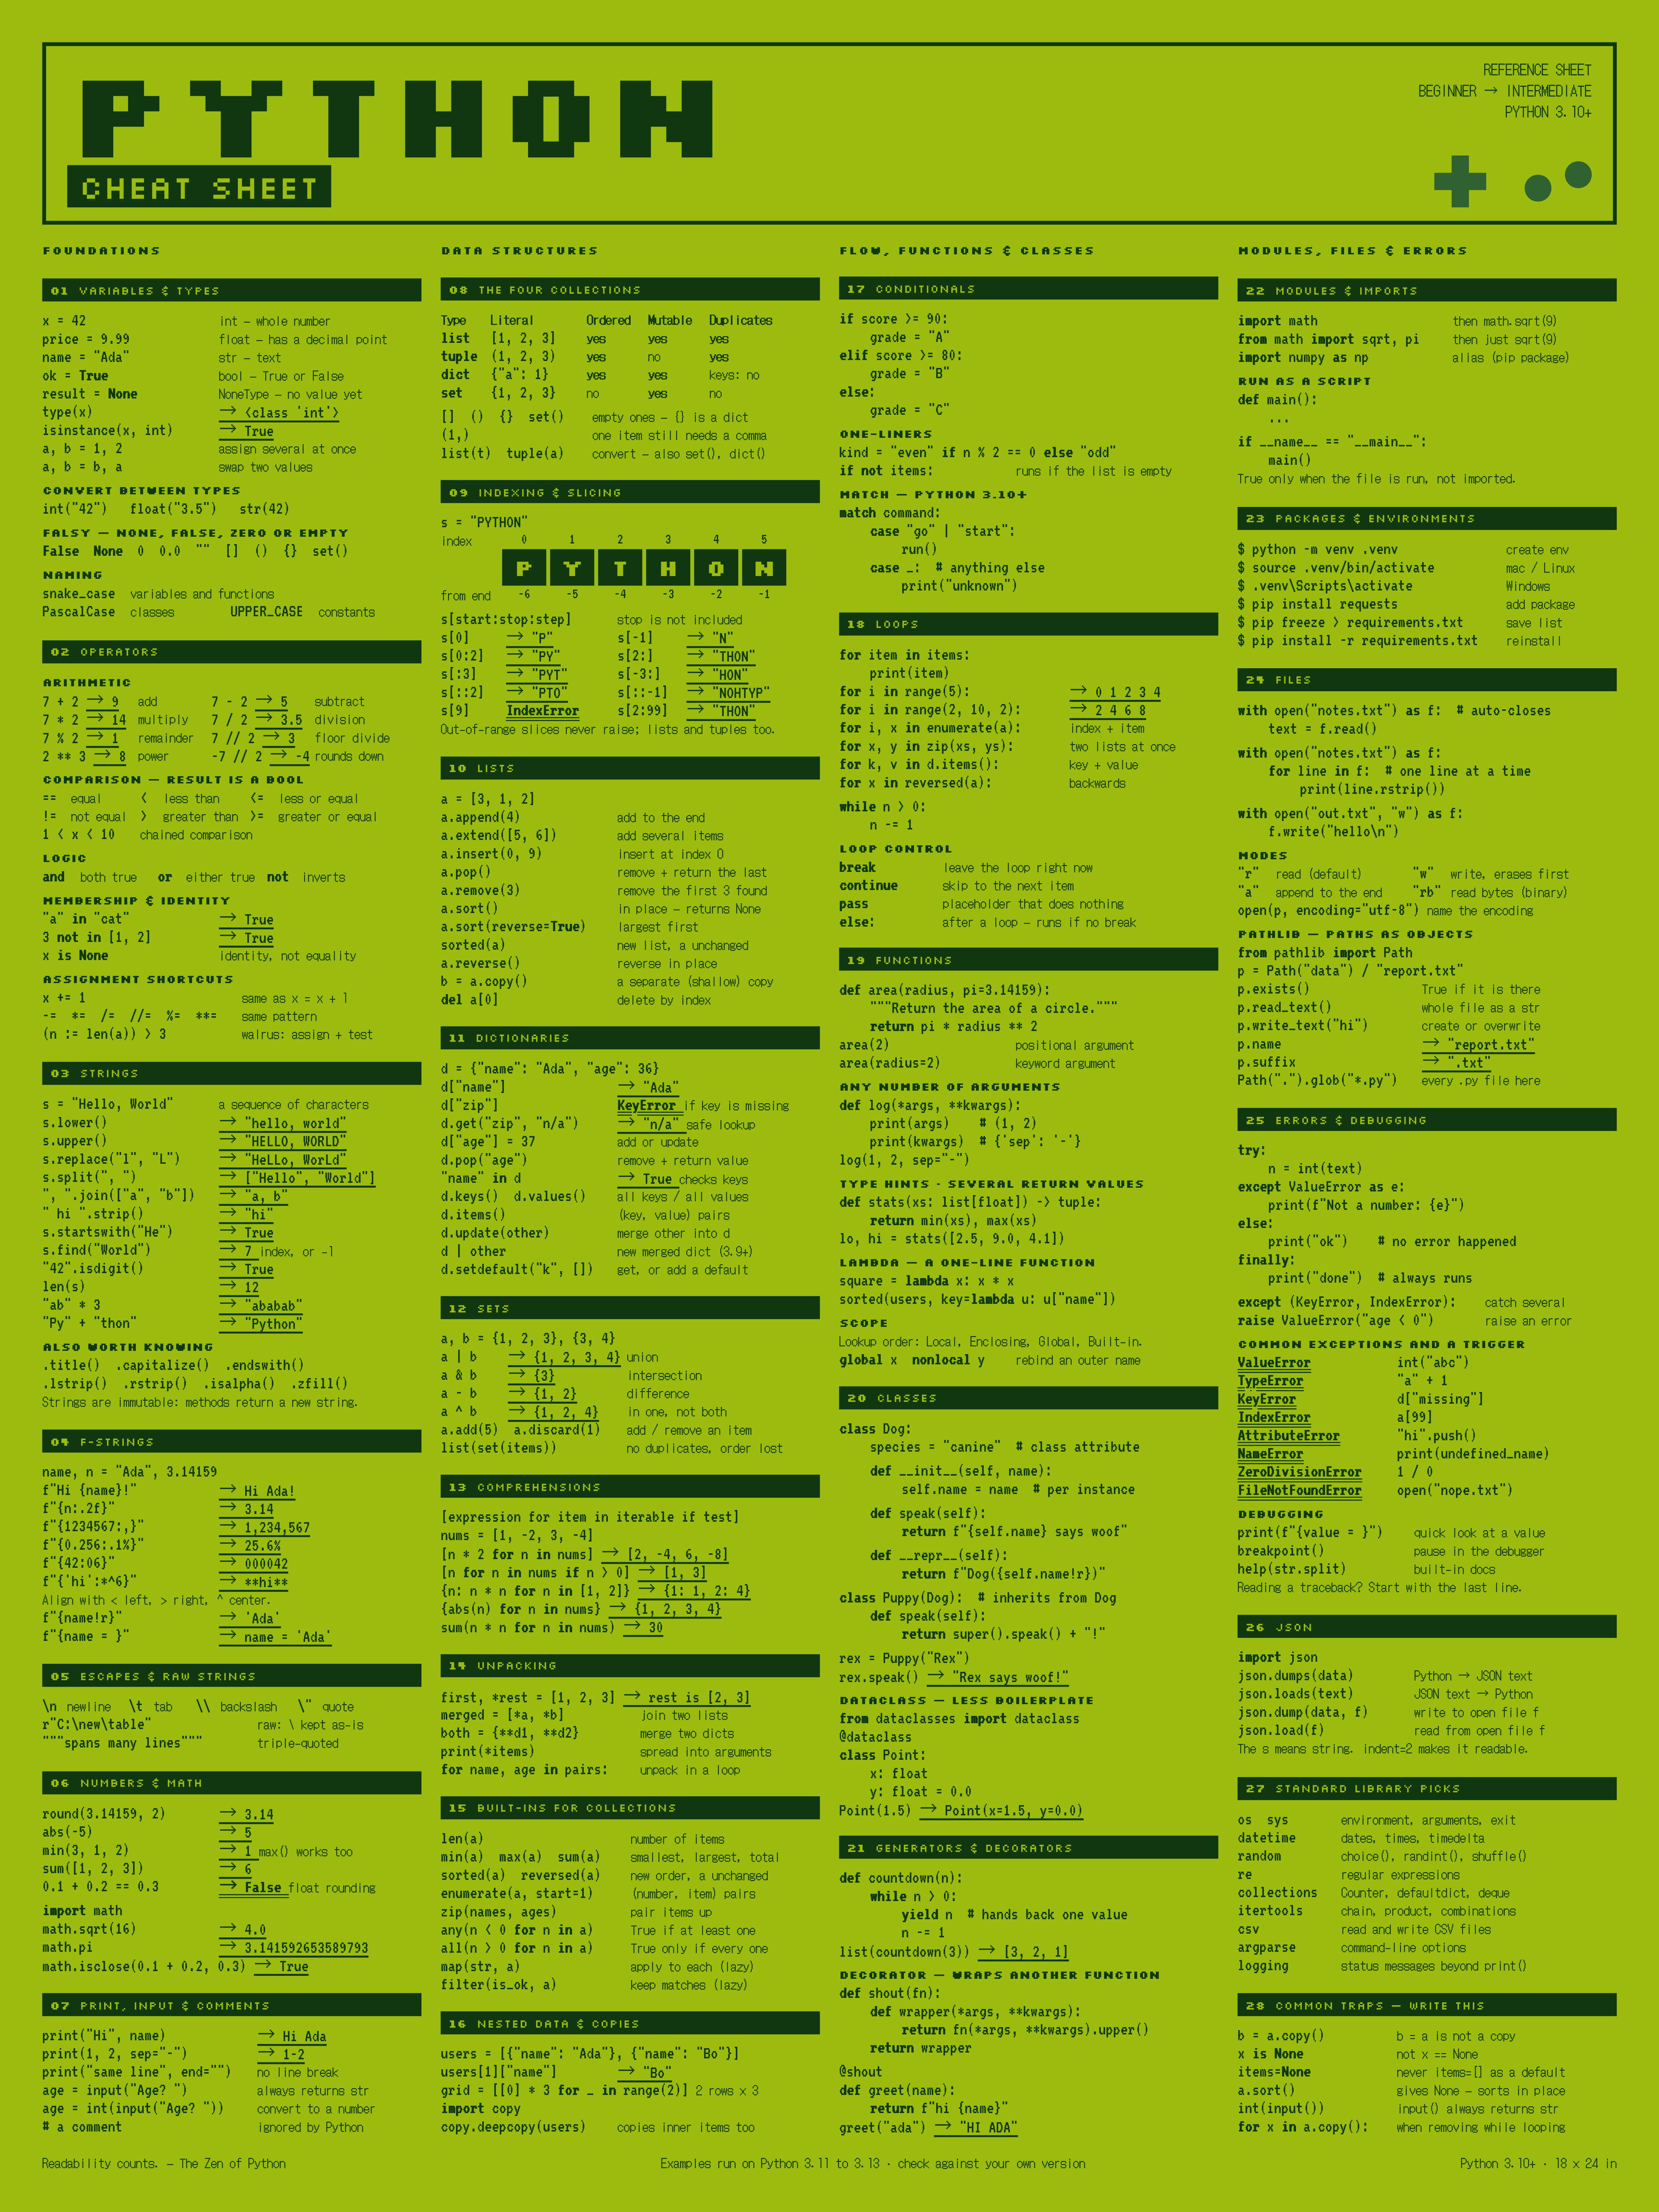 PYTHON
CHEAT SHEET
REFERENCE SHEET
BEGINNER → INTERMEDIATE
PYTHON 3.10+
FOUNDATIONS
01 VARIABLES & TYPES
x = 42 int – whole number
price = 9.99 float – has a decimal point
name = "Ada" str – text
ok = True bool – True or False
result = None NoneType – no value yet
type(x) → <class 'int'>
isinstance(x, int) → True
a, b = 1, 2 assign several at once
a, b = b, a swap two values
CONVERT BETWEEN TYPES
int("42") float("3.5") str(42)
FALSY — NONE, FALSE, ZERO OR EMPTY
False None 0 0.0 "" [] () {} set()
NAMING
snake_case variables and functions
PascalCase classes UPPER_CASE constants
02 OPERATORS
ARITHMETIC
7 + 2 → 9 add 7 - 2 → 5 subtract
7 * 2 → 14 multiply 7 / 2 → 3.5 division
7 % 2 → 1 remainder 7 // 2 → 3 floor divide
2 ** 3 → 8 power -7 // 2 → -4 rounds down
COMPARISON — RESULT IS A BOOL
== equal < less than <= less or equal
!= not equal > greater than >= greater or equal
1 < x < 10 chained comparison
LOGIC
and both true or either true not inverts
MEMBERSHIP & IDENTITY
"a" in "cat" → True
3 not in [1, 2] → True
x is None identity, not equality
ASSIGNMENT SHORTCUTS
x += 1 same as x = x + 1
-= *= /= //= %= **= same pattern
(n := len(a)) > 3 walrus: assign + test
03 STRINGS
s = "Hello, World" a sequence of characters
s.lower() → "hello, world"
s.upper() → "HELLO, WORLD"
s.replace("l", "L") → "HeLLo, WorLd"
s.split(", ") → ["Hello", "World"]
", ".join(["a", "b"]) → "a, b"
" hi ".strip() → "hi"
s.startswith("He") → True
s.find("World") → 7 index, or -1
"42".isdigit() → True
len(s) → 12
"ab" * 3 → "ababab"
"Py" + "thon" → "Python"
ALSO WORTH KNOWING
.title() .capitalize() .endswith()
.lstrip() .rstrip() .isalpha() .zfill()
Strings are immutable: methods return a new string.
04 F-STRINGS
name, n = "Ada", 3.14159
f"Hi {name}!" → Hi Ada!
f"{n:.2f}" → 3.14
f"{1234567:,}" → 1,234,567
f"{0.256:.1%}" → 25.6%
f"{42:06}" → 000042
f"{'hi':*^6}" → **hi**
Align with < left, > right, ^ center.
f"{name!r}" → 'Ada'
f"{name = }" → name = 'Ada'
05 ESCAPES & RAW STRINGS
\n newline \t tab \\ backslash \" quote
r"C:\new\table" raw: \ kept as-is
"""spans many lines""" triple-quoted
06 NUMBERS & MATH
round(3.14159, 2) → 3.14
abs(-5) → 5
min(3, 1, 2) → 1 max() works too
sum([1, 2, 3]) → 6
0.1 + 0.2 == 0.3 → False float rounding
import math
math.sqrt(16) → 4.0
math.pi → 3.141592653589793
math.isclose(0.1 + 0.2, 0.3) → True
07 PRINT, INPUT & COMMENTS
print("Hi", name) → Hi Ada
print(1, 2, sep="-") → 1-2
print("same line", end="") no line break
age = input("Age? ") always returns str
age = int(input("Age? ")) convert to a number
# a comment ignored by Python
DATA STRUCTURES
08 THE FOUR COLLECTIONS
Type Literal Ordered Mutable Duplicates
list [1, 2, 3] yes yes yes
tuple (1, 2, 3) yes no yes
dict {"a": 1} yes yes keys: no
set {1, 2, 3} no yes no
[] () {} set() empty ones – {} is a dict
(1,) one item still needs a comma
list(t) tuple(a) convert – also set(), dict()
09 INDEXING & SLICING
s = "PYTHON"
index 0 1 2 3 4 5
P Y T H O N
from end -6 -5 -4 -3 -2 -1
s[start:stop:step] stop is not included
s[0] → "P" s[-1] → "N"
s[0:2] → "PY" s[2:] → "THON"
s[:3] → "PYT" s[-3:] → "HON"
s[::2] → "PTO" s[::-1] → "NOHTYP"
s[9] IndexError s[2:99] → "THON"
Out-of-range slices never raise; lists and tuples too.
10 LISTS
a = [3, 1, 2]
a.append(4) add to the end
a.extend([5, 6]) add several items
a.insert(0, 9) insert at index 0
a.pop() remove + return the last
a.remove(3) remove the first 3 found
a.sort() in place – returns None
a.sort(reverse=True) largest first
sorted(a) new list, a unchanged
a.reverse() reverse in place
b = a.copy() a separate (shallow) copy
del a[0] delete by index
11 DICTIONARIES
d = {"name": "Ada", "age": 36}
d["name"] → "Ada"
d["zip"] KeyError if key is missing
d.get("zip", "n/a") → "n/a" safe lookup
d["age"] = 37 add or update
d.pop("age") remove + return value
"name" in d → True checks keys
d.keys() d.values() all keys / all values
d.items() (key, value) pairs
d.update(other) merge other into d
d | other new merged dict (3.9+)
d.setdefault("k", []) get, or add a default
12 SETS
a, b = {1, 2, 3}, {3, 4}
a | b → {1, 2, 3, 4} union
a & b → {3} intersection
a - b → {1, 2} difference
a ^ b → {1, 2, 4} in one, not both
a.add(5) a.discard(1) add / remove an item
list(set(items)) no duplicates, order lost
13 COMPREHENSIONS
[expression for item in iterable if test]
nums = [1, -2, 3, -4]
[n * 2 for n in nums] → [2, -4, 6, -8]
[n for n in nums if n > 0] → [1, 3]
{n: n * n for n in [1, 2]} → {1: 1, 2: 4}
{abs(n) for n in nums} → {1, 2, 3, 4}
sum(n * n for n in nums) → 30
14 UNPACKING
first, *rest = [1, 2, 3] → rest is [2, 3]
merged = [*a, *b] join two lists
both = {**d1, **d2} merge two dicts
print(*items) spread into arguments
for name, age in pairs: unpack in a loop
15 BUILT-INS FOR COLLECTIONS
len(a) number of items
min(a) max(a) sum(a) smallest, largest, total
sorted(a) reversed(a) new order, a unchanged
enumerate(a, start=1) (number, item) pairs
zip(names, ages) pair items up
any(n < 0 for n in a) True if at least one
all(n > 0 for n in a) True only if every one
map(str, a) apply to each (lazy)
filter(is_ok, a) keep matches (lazy)
16 NESTED DATA & COPIES
users = [{"name": "Ada"}, {"name": "Bo"}]
users[1]["name"] → "Bo"
grid = [[0] * 3 for _ in range(2)] 2 rows x 3
import copy
copy.deepcopy(users) copies inner items too
FLOW, FUNCTIONS & CLASSES
17 CONDITIONALS
if score >= 90:
grade = "A"
elif score >= 80:
grade = "B"
else:
grade = "C"
ONE-LINERS
kind = "even" if n % 2 == 0 else "odd"
if not items: runs if the list is empty
MATCH — PYTHON 3.10+
match command:
case "go" | "start":
run()
case _: # anything else
print("unknown")
18 LOOPS
for item in items:
print(item)
for i in range(5): → 0 1 2 3 4
for i in range(2, 10, 2): → 2 4 6 8
for i, x in enumerate(a): index + item
for x, y in zip(xs, ys): two lists at once
for k, v in d.items(): key + value
for x in reversed(a): backwards
while n > 0:
n -= 1
LOOP CONTROL
break leave the loop right now
continue skip to the next item
pass placeholder that does nothing
else: after a loop – runs if no break
19 FUNCTIONS
def area(radius, pi=3.14159):
"""Return the area of a circle."""
return pi * radius ** 2
area(2) positional argument
area(radius=2) keyword argument
ANY NUMBER OF ARGUMENTS
def log(*args, **kwargs):
print(args) # (1, 2)
print(kwargs) # {'sep': '-'}
log(1, 2, sep="-")
TYPE HINTS · SEVERAL RETURN VALUES
def stats(xs: list[float]) -> tuple:
return min(xs), max(xs)
lo, hi = stats([2.5, 9.0, 4.1])
LAMBDA — A ONE-LINE FUNCTION
square = lambda x: x * x
sorted(users, key=lambda u: u["name"])
SCOPE
Lookup order: Local, Enclosing, Global, Built-in.
global x nonlocal y rebind an outer name
20 CLASSES
class Dog:
species = "canine" # class attribute
def __init__(self, name):
self.name = name # per instance
def speak(self):
return f"{self.name} says woof"
def __repr__(self):
return f"Dog({self.name!r})"
class Puppy(Dog): # inherits from Dog
def speak(self):
return super().speak() + "!"
rex = Puppy("Rex")
rex.speak() → "Rex says woof!"
DATACLASS — LESS BOILERPLATE
from dataclasses import dataclass
@dataclass
class Point:
x: float
y: float = 0.0
Point(1.5) → Point(x=1.5, y=0.0)
21 GENERATORS & DECORATORS
def countdown(n):
while n > 0:
yield n # hands back one value
n -= 1
list(countdown(3)) → [3, 2, 1]
DECORATOR — WRAPS ANOTHER FUNCTION
def shout(fn):
def wrapper(*args, **kwargs):
return fn(*args, **kwargs).upper()
return wrapper
@shout
def greet(name):
return f"hi {name}"
greet("ada") → "HI ADA"
MODULES, FILES & ERRORS
22 MODULES & IMPORTS
import math then math.sqrt(9)
from math import sqrt, pi then just sqrt(9)
import numpy as np alias (pip package)
RUN AS A SCRIPT
def main():
...
if __name__ == "__main__":
main()
True only when the file is run, not imported.
23 PACKAGES & ENVIRONMENTS
$ python -m venv .venv create env
$ source .venv/bin/activate mac / Linux
$ .venv\Scripts\activate Windows
$ pip install requests add package
$ pip freeze > requirements.txt save list
$ pip install -r requirements.txt reinstall
24 FILES
with open("notes.txt") as f: # auto-closes
text = f.read()
with open("notes.txt") as f:
for line in f: # one line at a time
print(line.rstrip())
with open("out.txt", "w") as f:
f.write("hello\n")
MODES
"r" read (default) "w" write, erases first
"a" append to the end "rb" read bytes (binary)
open(p, encoding="utf-8") name the encoding
PATHLIB — PATHS AS OBJECTS
from pathlib import Path
p = Path("data") / "report.txt"
p.exists() True if it is there
p.read_text() whole file as a str
p.write_text("hi") create or overwrite
p.name → "report.txt"
p.suffix → ".txt"
Path(".").glob("*.py") every .py file here
25 ERRORS & DEBUGGING
try:
n = int(text)
except ValueError as e:
print(f"Not a number: {e}")
else:
print("ok") # no error happened
finally:
print("done") # always runs
except (KeyError, IndexError): catch several
raise ValueError("age < 0") raise an error
COMMON EXCEPTIONS AND A TRIGGER
ValueError int("abc")
TypeError "a" + 1
KeyError d["missing"]
IndexError a[99]
AttributeError "hi".push()
NameError print(undefined_name)
ZeroDivisionError 1 / 0
FileNotFoundError open("nope.txt")
DEBUGGING
print(f"{value = }") quick look at a value
breakpoint() pause in the debugger
help(str.split) built-in docs
Reading a traceback? Start with the last line.
26 JSON
import json
json.dumps(data) Python → JSON text
json.loads(text) JSON text → Python
json.dump(data, f) write to open file f
json.load(f) read from open file f
The s means string. indent=2 makes it readable.
27 STANDARD LIBRARY PICKS
os sys environment, arguments, exit
datetime dates, times, timedelta
random choice(), randint(), shuffle()
re regular expressions
collections Counter, defaultdict, deque
itertools chain, product, combinations
csv read and write CSV files
argparse command-line options
logging status messages beyond print()
28 COMMON TRAPS — WRITE THIS
b = a.copy() b = a is not a copy
x is None not x == None
items=None never items=[] as a default
a.sort() gives None – sorts in place
int(input()) input() always returns str
for x in a.copy(): when removing while looping
Readability counts. – The Zen of Python
Examples run on Python 3.11 to 3.13 · check against your own version
Python 3.10+ · 18 x 24 in